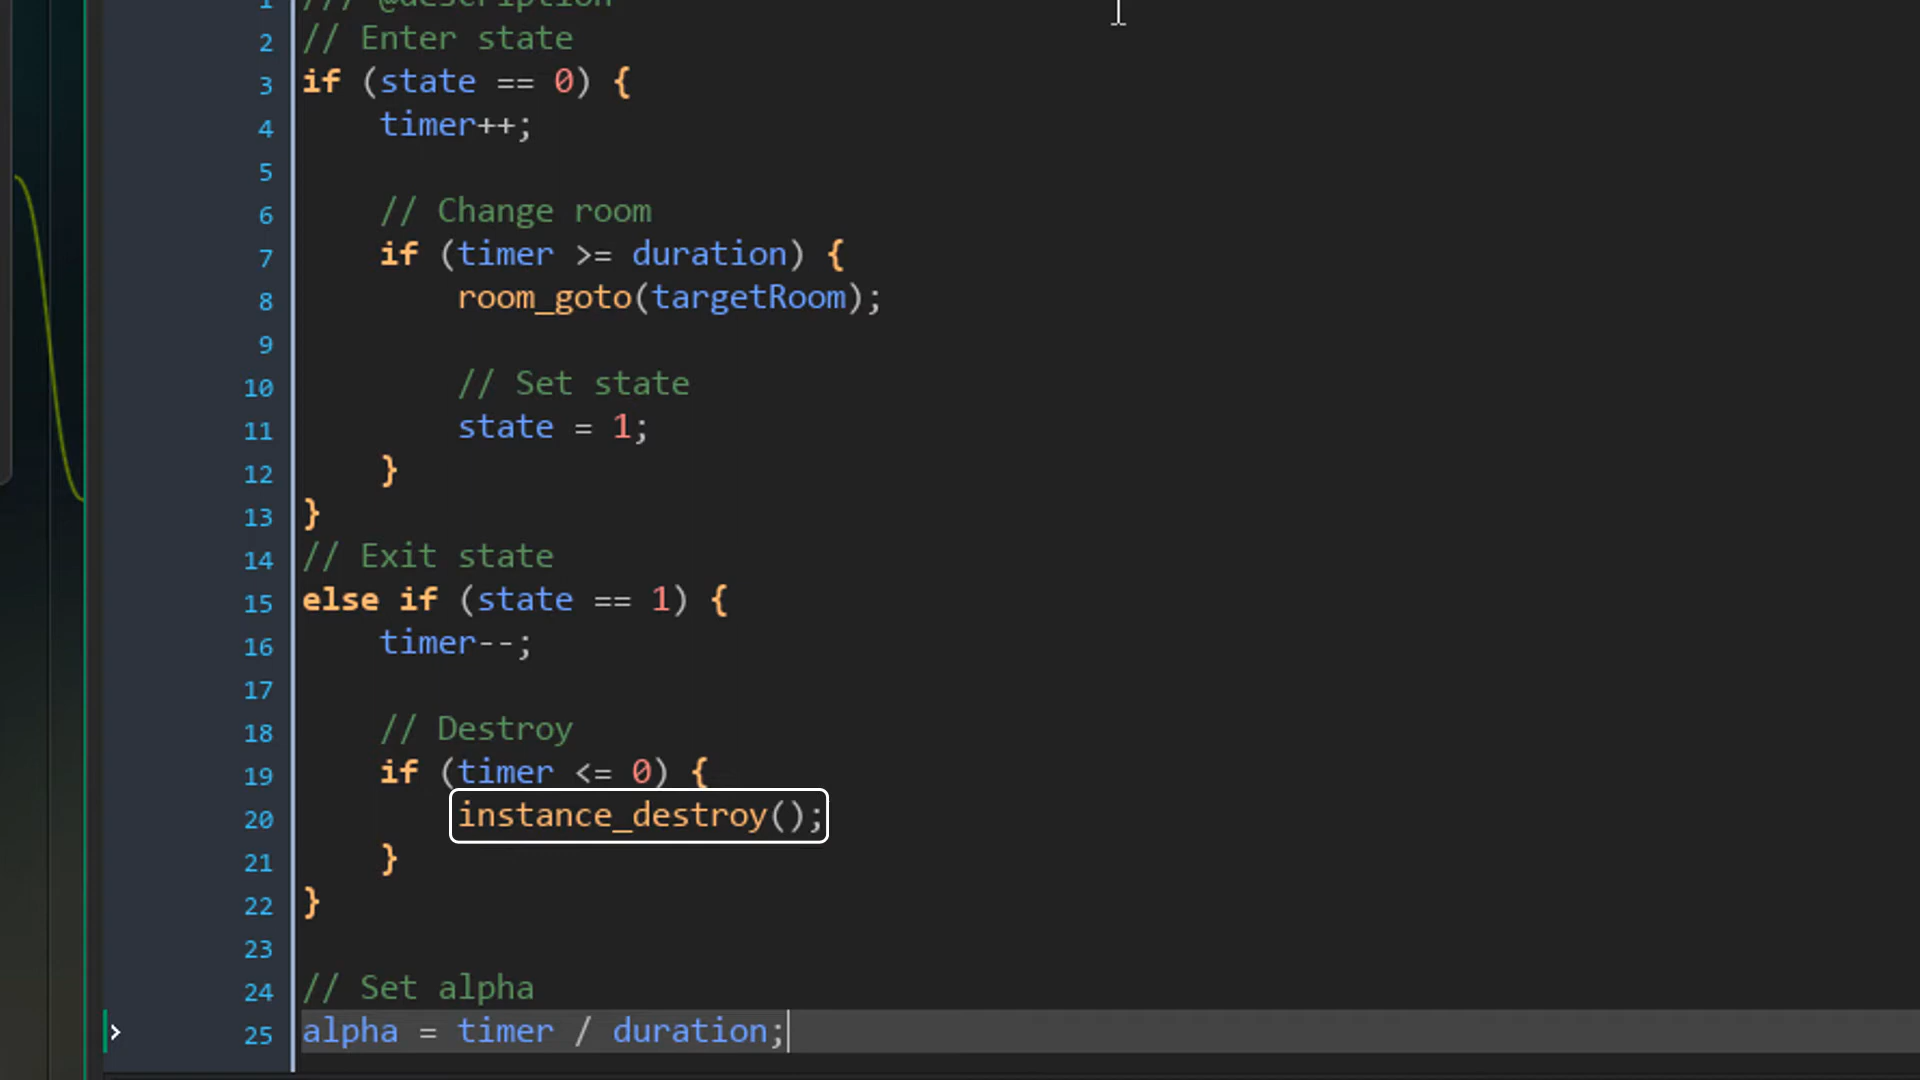 1 /// @description
2 // Enter state
3 if (state == 0) {
4     timer++;
5
6     // Change room
7     if (timer >= duration) {
8         room_goto(targetRoom);
9
10         // Set state
11         state = 1;
12     }
13 }
14 // Exit state
15 else if (state == 1) {
16     timer--;
17
18     // Destroy
19     if (timer <= 0) {
20         instance_destroy();
21     }
22 }
23
24 // Set alpha
25 alpha = timer / duration;